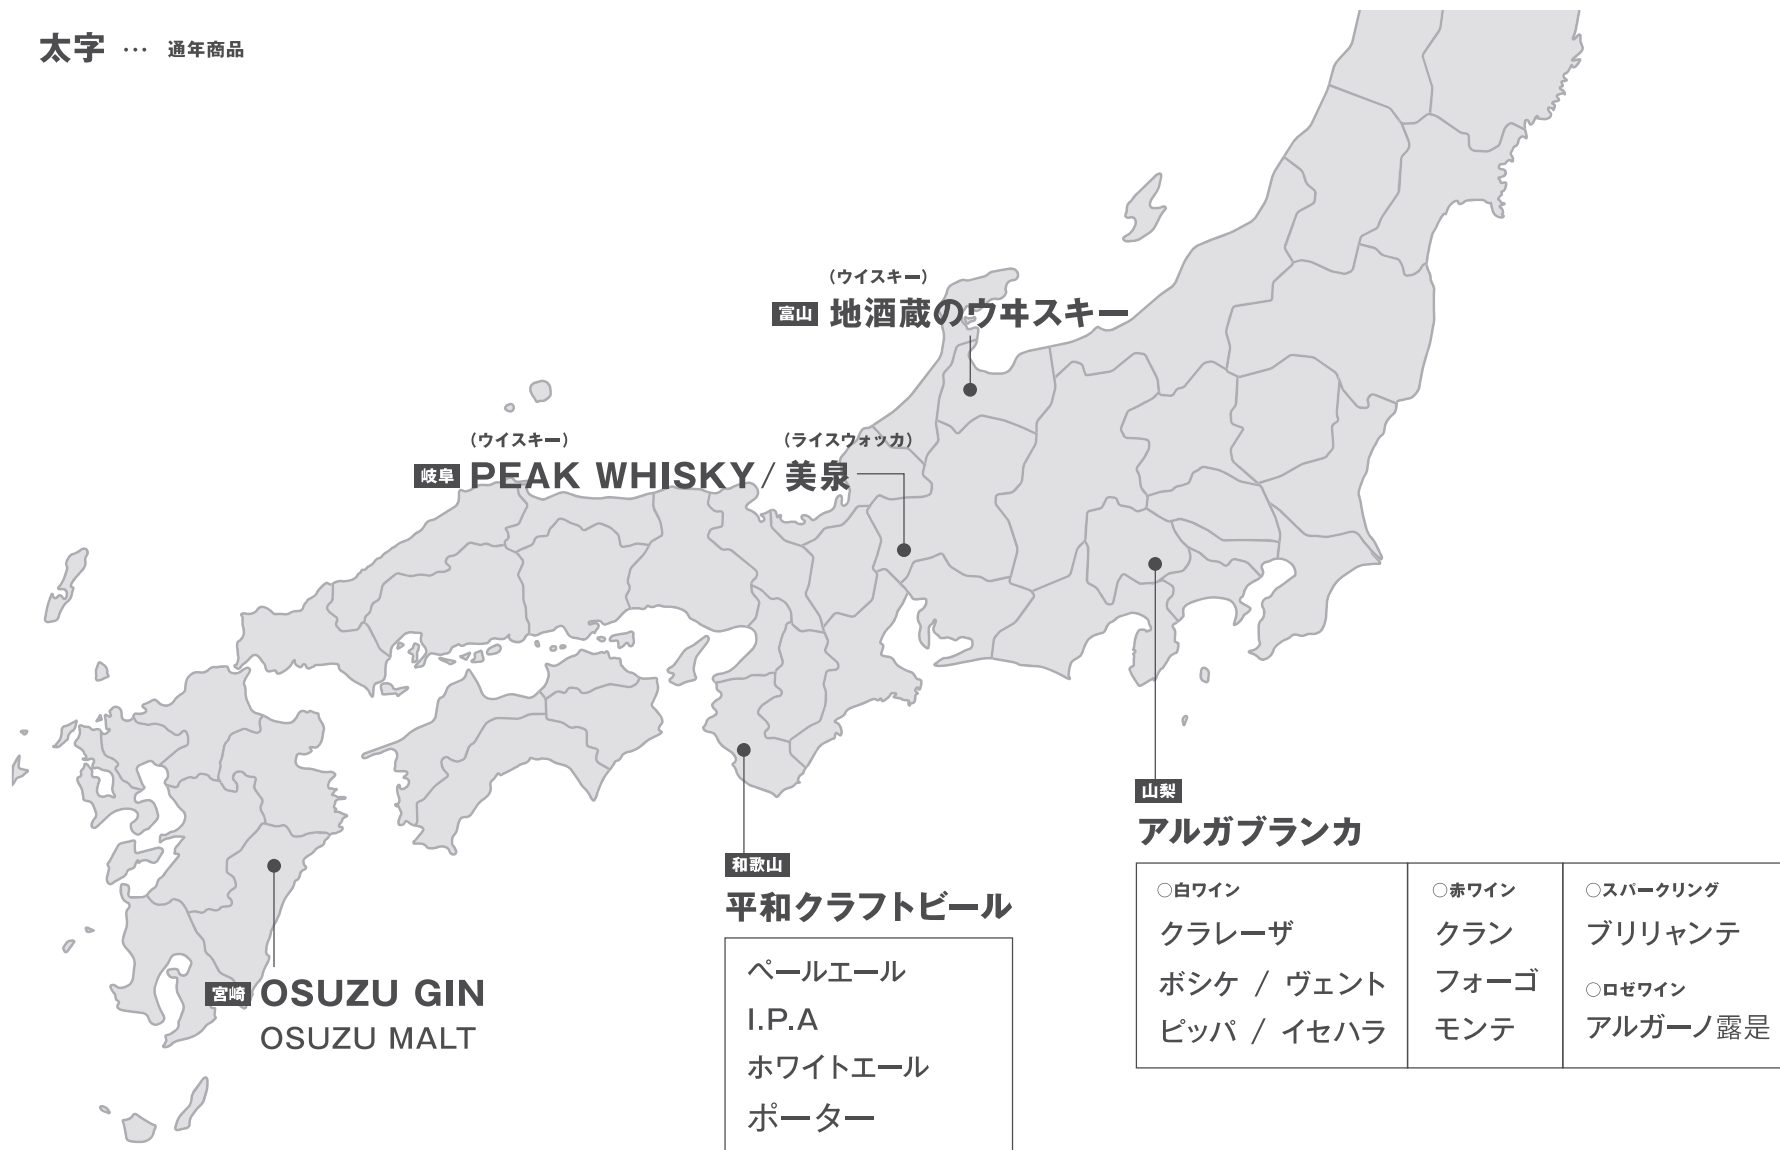 太字 … 通年商品
（ウイスキー）
富山 地酒蔵のウヰスキー
（ウイスキー） （ライスウォッカ）
岐阜 PEAK WHISKY / 美泉
山梨
アルガブランカ
○白ワイン
クラレーザ
ボシケ / ヴェント
ピッパ / イセハラ
○赤ワイン
クラン
フォーゴ
モンテ
○スパークリング
ブリリャンテ
○ロゼワイン
アルガーノ露是
和歌山
平和クラフトビール
ペールエール
I.P.A
ホワイトエール
ポーター
宮崎 OSUZU GIN
OSUZU MALT